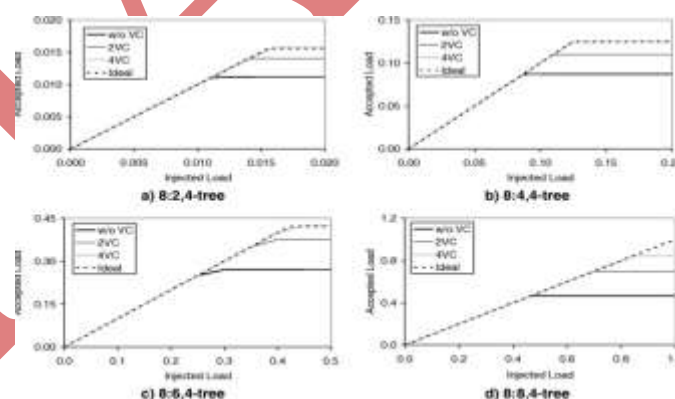 0.020
0.015
0.010
0.005
0.000
Accepted Load
w/o VC
2VC
4VC
Ideal
0.000 0.005 0.010 0.015 0.020
Injected Load
a) 8:2,4-tree
0.15
0.10
0.05
0.00
Accepted Load
w/o VC
2VC
4VC
Ideal
0.00 0.05 0.10 0.15 0.2
Injected Load
b) 8:4,4-tree
0.45
0.30
0.15
0.00
Accepted Load
w/o VC
2VC
4VC
Ideal
0.0 0.1 0.2 0.3 0.4 0.5
Injected Load
c) 8:6,4-tree
1.2
0.8
0.4
0.0
Accepted Load
w/o VC
2VC
4VC
Ideal
0.0 0.2 0.4 0.6 0.8 1.
Injected Load
d) 8:8,4-tree